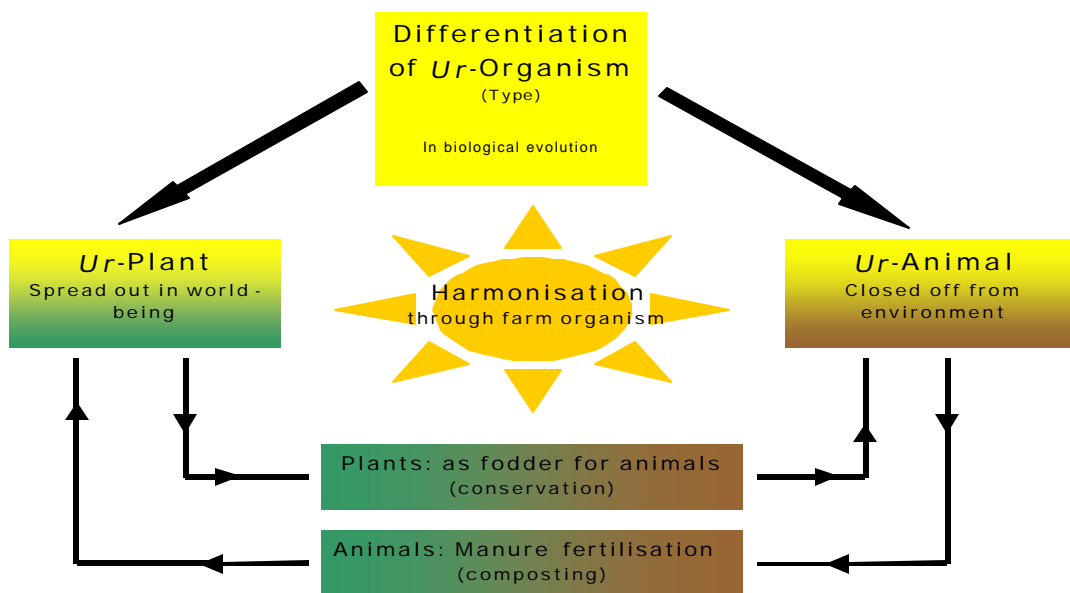 Differentiation
of Ur-Organism
(Type)
In biological evolution
Ur-Plant
Spread out in world -
being
Harmonisation
through farm organism
Ur-Animal
Closed off from
environment
Plants: as fodder for animals
(conservation)
Animals: Manure fertilisation
(composting)